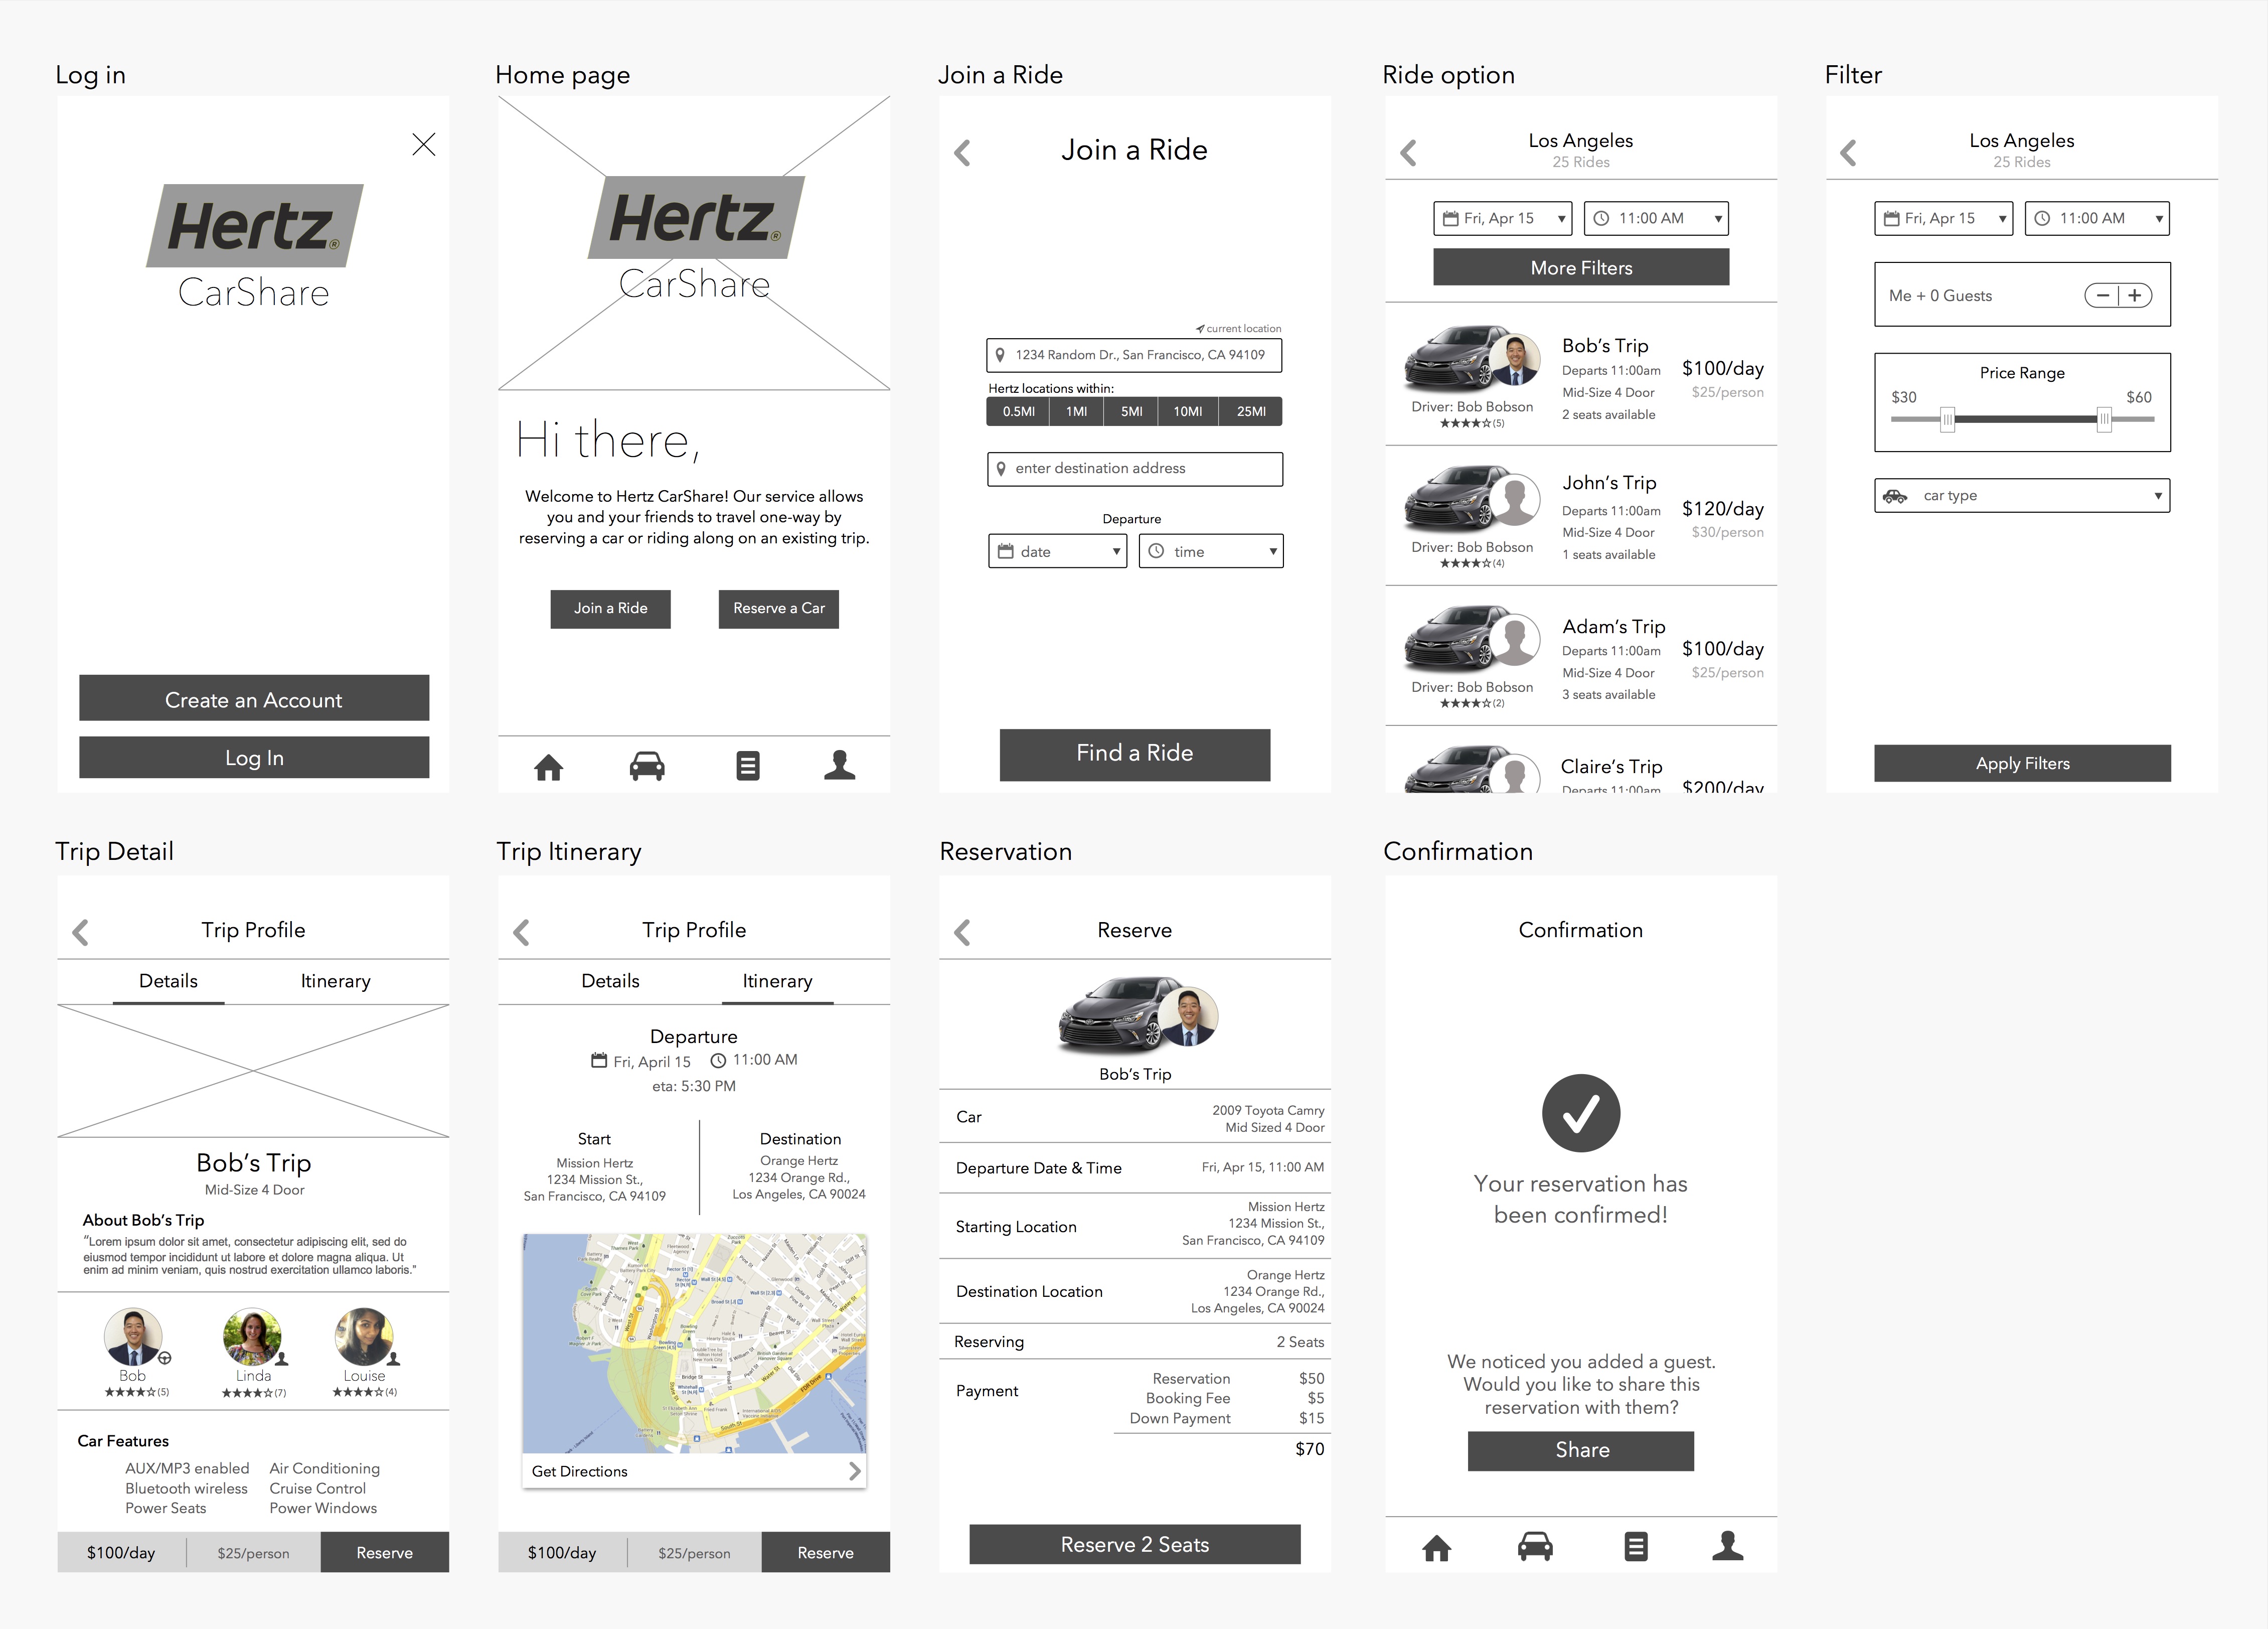 Log in
Hertz®
CarShare
Create an Account
Log In
Home page
Hertz®
CarShare
Hi there,
Welcome to Hertz CarShare! Our service allows
you and your friends to travel one-way by
reserving a car or riding along on an existing trip.
Join a Ride
Reserve a Car
Join a Ride
Join a Ride
current location
1234 Random Dr., San Francisco, CA 94109
Hertz locations within:
0.5MI 1MI 5MI 10MI 25MI
enter destination address
Departure
date time
Find a Ride
Ride option
Los Angeles
25 Rides
Fri, Apr 15 11:00 AM
More Filters
Bob's Trip
Departs 11:00am
Mid-Size 4 Door
2 seats available
$100/day
$25/person
Driver: Bob Bobson
★★★★☆(5)
John's Trip
Departs 11:00am
Mid-Size 4 Door
1 seats available
$120/day
$30/person
Driver: Bob Bobson
★★★★☆(4)
Adam's Trip
Departs 11:00am
Mid-Size 4 Door
3 seats available
$100/day
$25/person
Driver: Bob Bobson
★★★★☆(2)
Claire's Trip
Departs 11:00am
$200/day
Filter
Los Angeles
25 Rides
Fri, Apr 15 11:00 AM
Me + 0 Guests
Price Range
$30 $60
car type
Apply Filters
Trip Detail
Trip Profile
Details Itinerary
Bob's Trip
Mid-Size 4 Door
About Bob's Trip
"Lorem ipsum dolor sit amet, consectetur adipiscing elit, sed do
eiusmod tempor incididunt ut labore et dolore magna aliqua. Ut
enim ad minim veniam, quis nostrud exercitation ullamco laboris."
Bob Linda Louise
★★★★☆(5) ★★★★☆(7) ★★★★☆(4)
Car Features
AUX/MP3 enabled Air Conditioning
Bluetooth wireless Cruise Control
Power Seats Power Windows
$100/day $25/person Reserve
Trip Itinerary
Trip Profile
Details Itinerary
Departure
Fri, April 15 11:00 AM
eta: 5:30 PM
Start
Mission Hertz
1234 Mission St.,
San Francisco, CA 94109
Destination
Orange Hertz
1234 Orange Rd.,
Los Angeles, CA 90024
Get Directions
$100/day $25/person Reserve
Reservation
Reserve
Bob's Trip
Car
2009 Toyota Camry
Mid Sized 4 Door
Departure Date & Time
Fri, Apr 15, 11:00 AM
Starting Location
Mission Hertz
1234 Mission St.,
San Francisco, CA 94109
Destination Location
Orange Hertz
1234 Orange Rd.,
Los Angeles, CA 90024
Reserving 2 Seats
Payment
Reservation $50
Booking Fee $5
Down Payment $15
$70
Reserve 2 Seats
Confirmation
Confirmation
Your reservation has
been confirmed!
We noticed you added a guest.
Would you like to share this
reservation with them?
Share